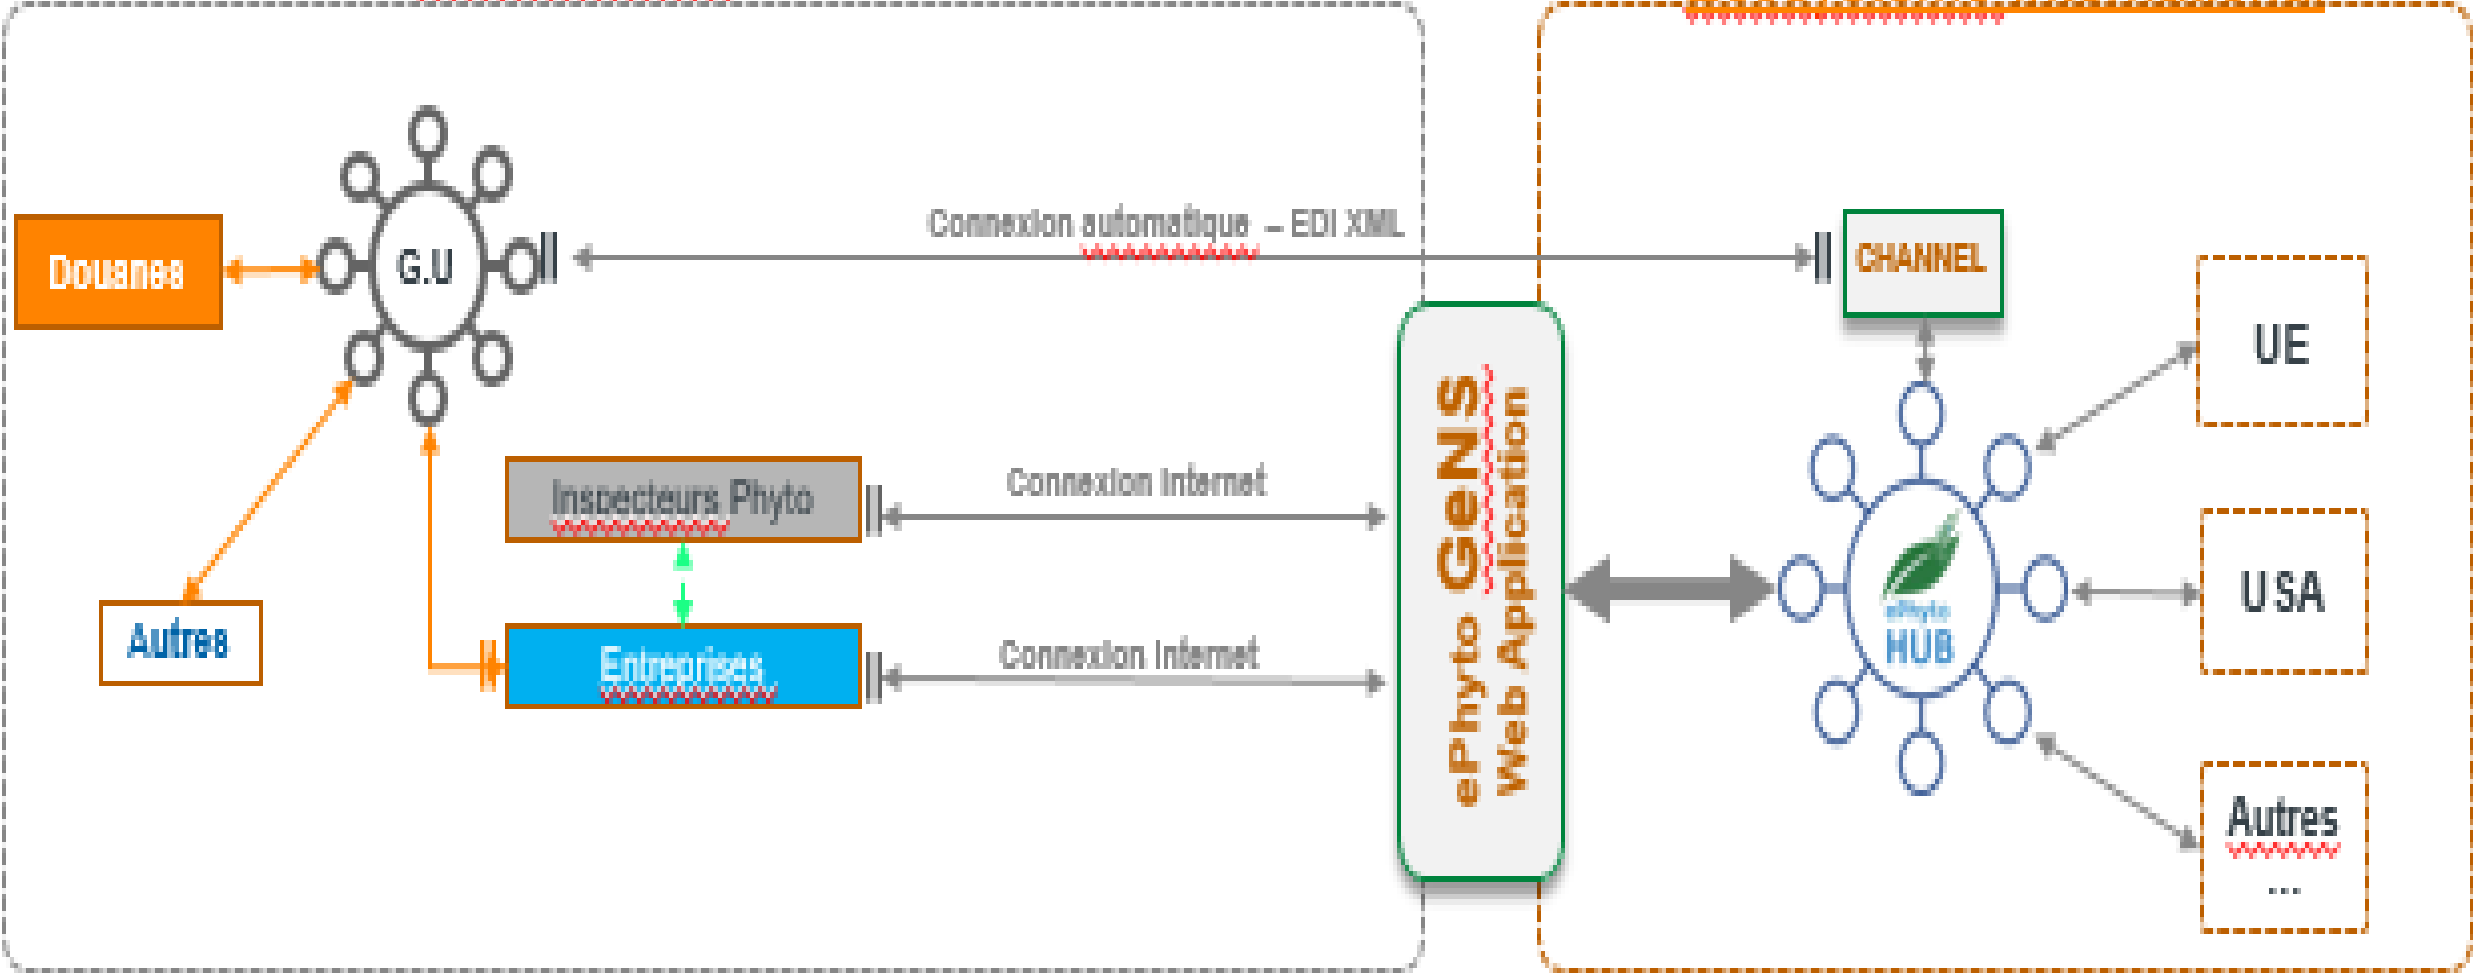 Connexion automatique – EDI XML
Douanes
G.U
CHANNEL
UE
Inspecteurs Phyto
Connexion Internet
ePhyto GeNS
Web Application
USA
ePhyto
HUB
Autres
Entreprises
Connexion Internet
Autres
...